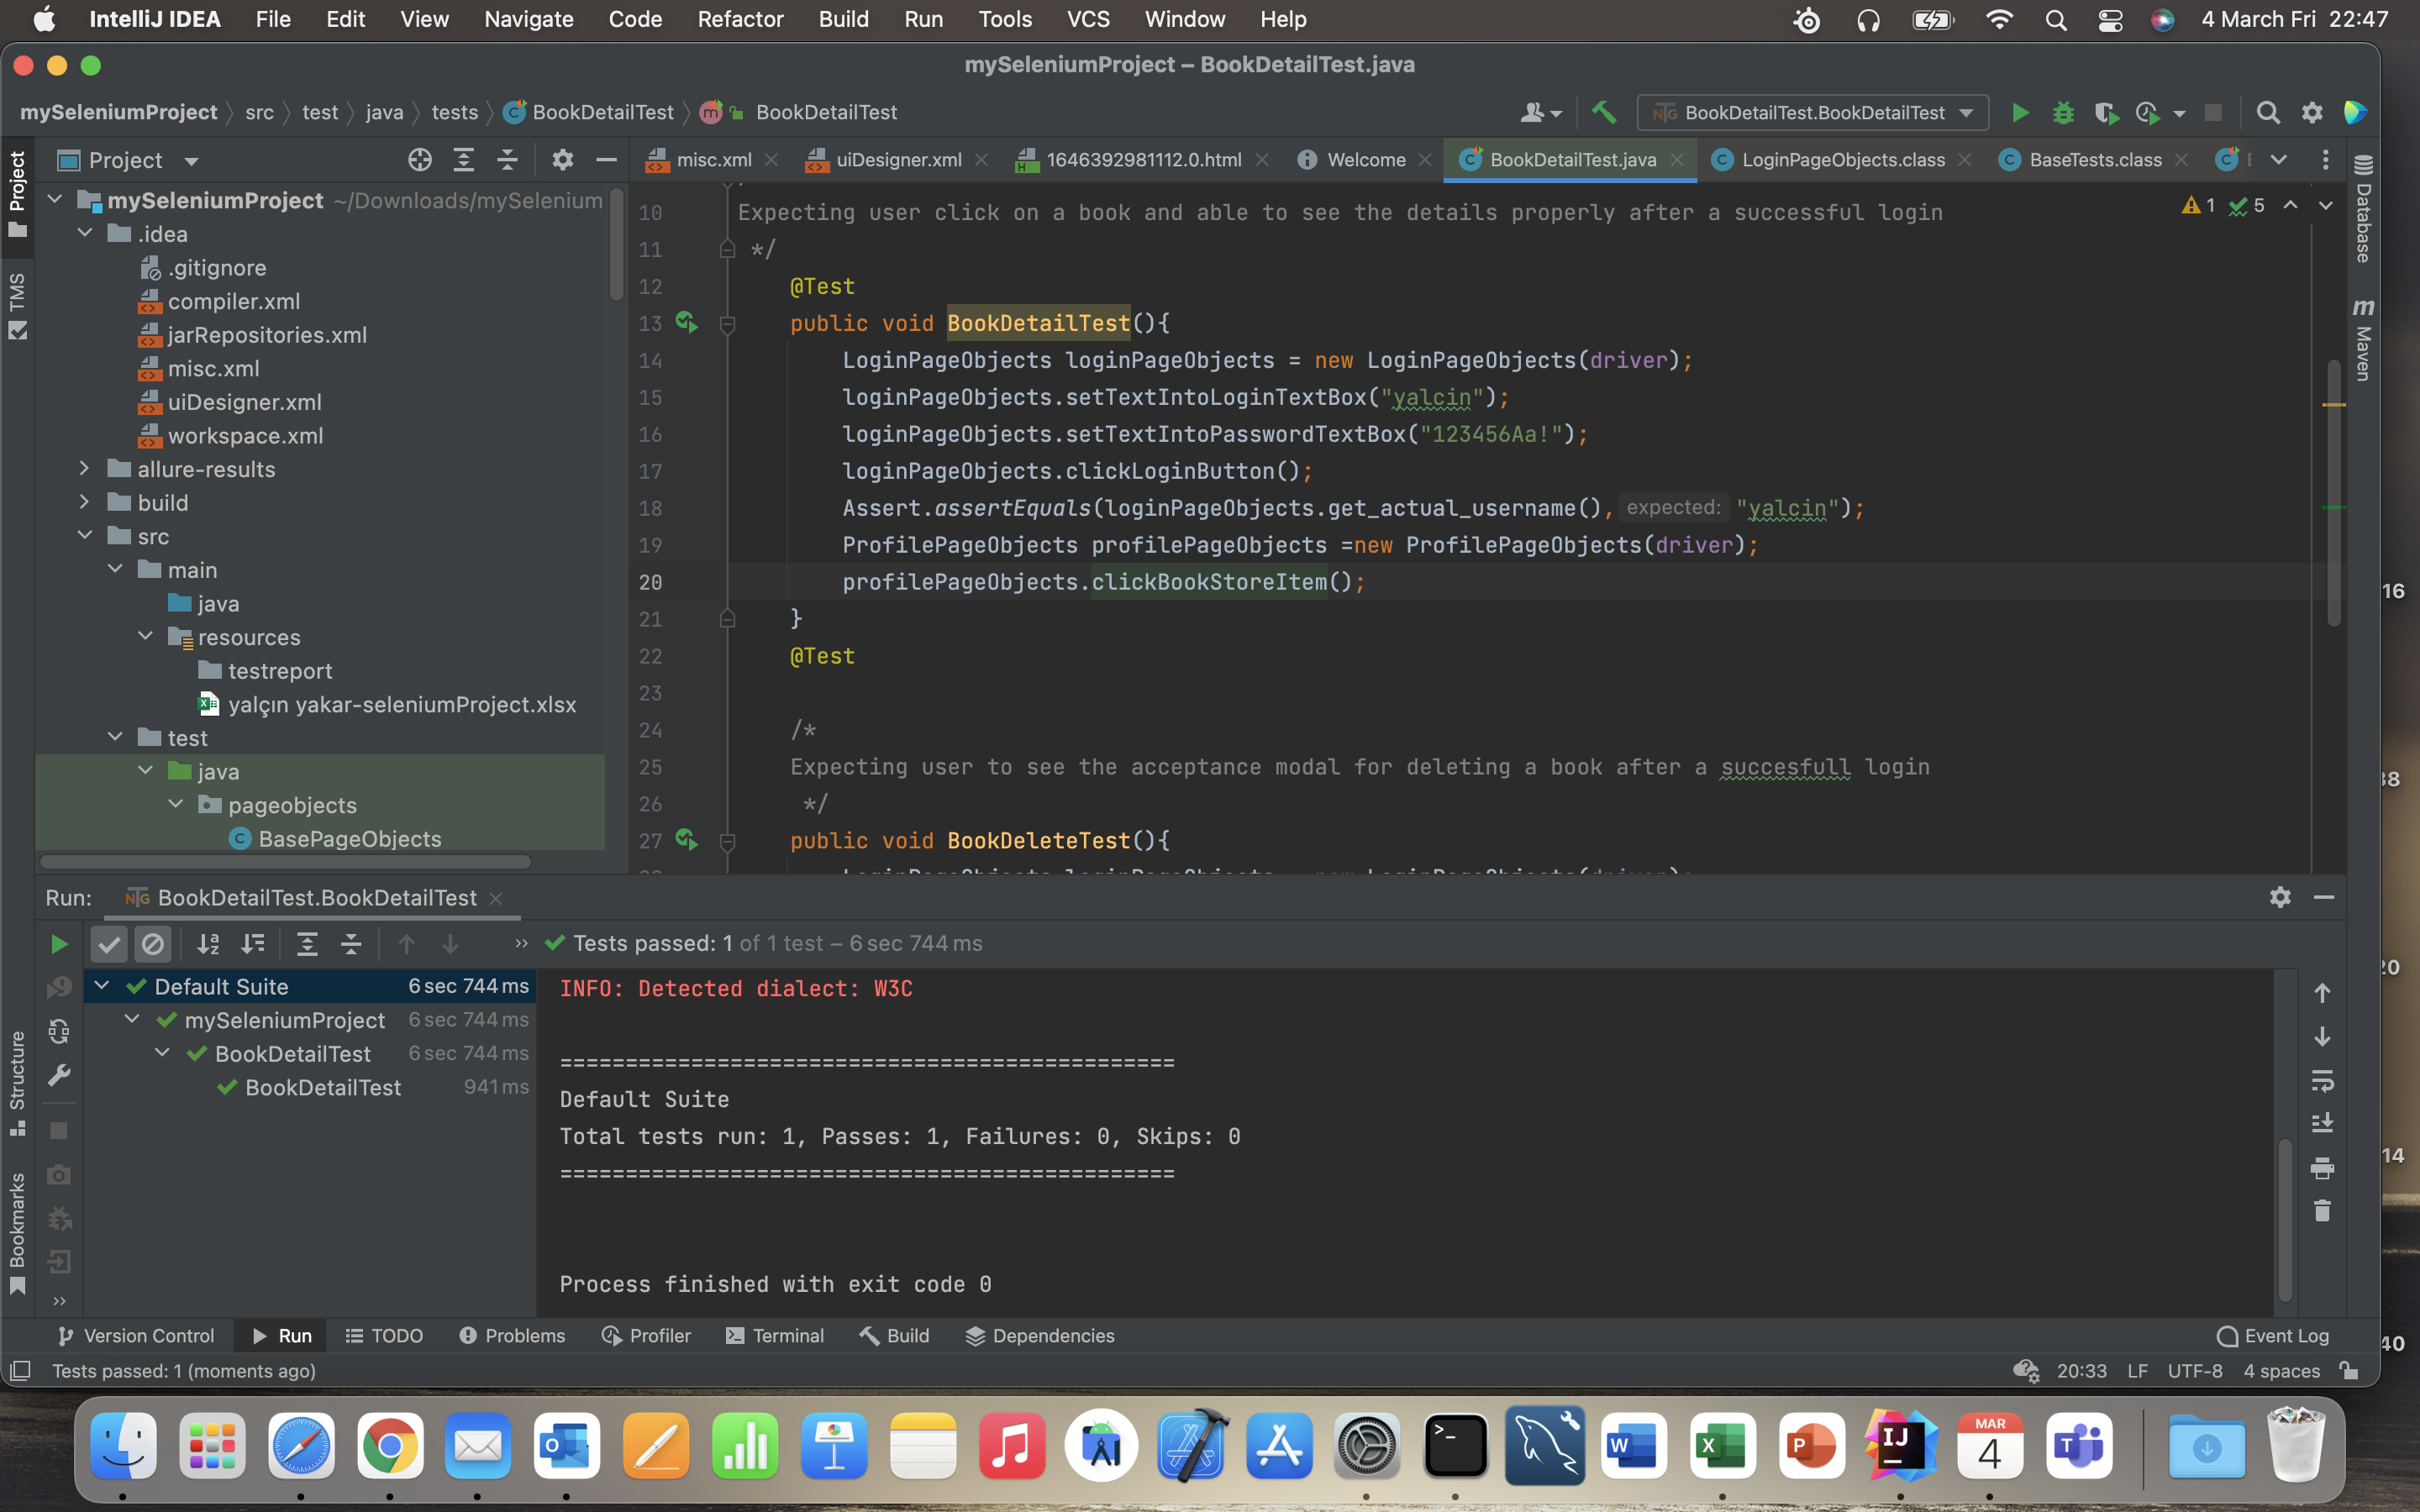 IntelliJ IDEA File Edit View Navigate Code Refactor Build Run Tools VCS Window Help 4 March Fri 22:47
mySeleniumProject – BookDetailTest.java
mySeleniumProject src test java tests BookDetailTest m BookDetailTest BookDetailTest.BookDetailTest
Project misc.xml uiDesigner.xml 1646392981112.0.html Welcome BookDetailTest.java LoginPageObjects.class BaseTests.class
Project
TMS
Structure
Bookmarks
mySeleniumProject ~/Downloads/mySelenium
.idea
.gitignore
compiler.xml
jarRepositories.xml
misc.xml
uiDesigner.xml
workspace.xml
allure-results
build
src
main
java
resources
testreport
yalçın yakar-seleniumProject.xlsx
test
java
pageobjects
BasePageObjects
1 5
10 Expecting user click on a book and able to see the details properly after a successful login
11 */
12 @Test
13 public void BookDetailTest(){
14 LoginPageObjects loginPageObjects = new LoginPageObjects(driver);
15 loginPageObjects.setTextIntoLoginTextBox("yalcin");
16 loginPageObjects.setTextIntoPasswordTextBox("123456Aa!");
17 loginPageObjects.clickLoginButton();
18 Assert.assertEquals(loginPageObjects.get_actual_username(), expected: "yalcin");
19 ProfilePageObjects profilePageObjects =new ProfilePageObjects(driver);
20 profilePageObjects.clickBookStoreItem();
21 }
22 @Test
23
24 /*
25 Expecting user to see the acceptance modal for deleting a book after a succesfull login
26 */
27 public void BookDeleteTest(){
Database
m Maven
Run: BookDetailTest.BookDetailTest
Tests passed: 1 of 1 test – 6 sec 744 ms
Default Suite 6 sec 744 ms
mySeleniumProject 6 sec 744 ms
BookDetailTest 6 sec 744 ms
BookDetailTest 941 ms
INFO: Detected dialect: W3C
===============================================
Default Suite
Total tests run: 1, Passes: 1, Failures: 0, Skips: 0
===============================================
Process finished with exit code 0
Version Control Run TODO Problems Profiler Terminal Build Dependencies Event Log
Tests passed: 1 (moments ago) 20:33 LF UTF-8 4 spaces
16
20
14
40
MAR
4